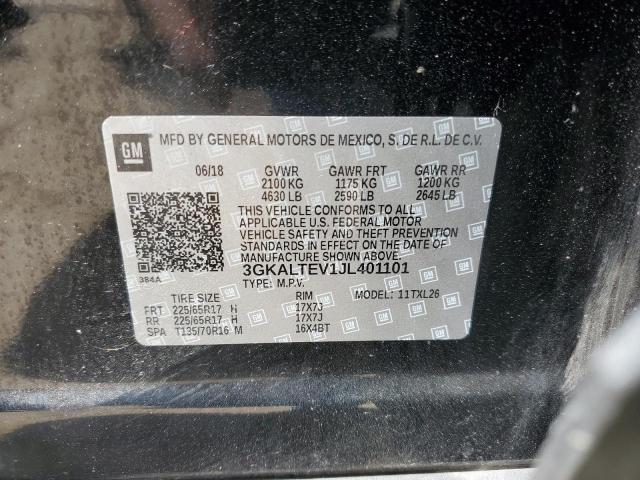 GM MFD BY GENERAL MOTORS DE MEXICO, S. DE R.L. DE C.V.
06/18 GVWR GAWR FRT GAWR RR
2100 KG 1175 KG 1200 KG
4630 LB 2590 LB 2645 LB
THIS VEHICLE CONFORMS TO ALL
APPLICABLE U.S. FEDERAL MOTOR
VEHICLE SAFETY AND THEFT PREVENTION
STANDARDS IN EFFECT ON THE DATE OF
MANUFACTURE SHOWN ABOVE.
384A 3GKALTEV1JL401101
TYPE: M.P.V. MODEL: 11TXL26
TIRE SIZE RIM
FRT 225/65R17 H 17X7J
RR 225/65R17 H 17X7J
SPA T135/70R16 M 16X4BT